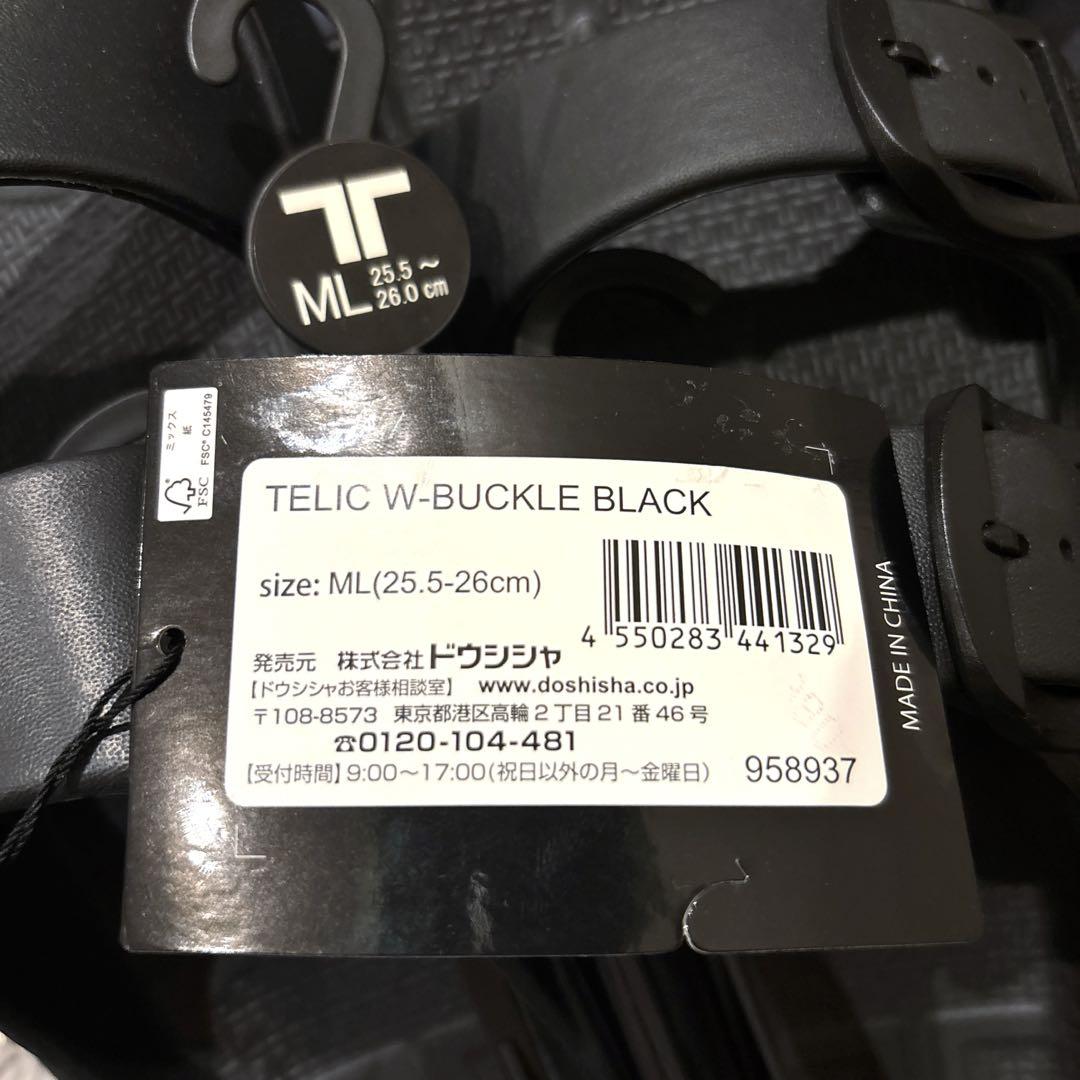 ML 25.5～
26.0 cm
ミックス
紙
FSC® C145479
FSC
TELIC W-BUCKLE BLACK
size: ML(25.5-26cm)
4 550283 441329
発売元 株式会社ドウシシャ
【ドウシシャお客様相談室】 www.doshisha.co.jp
〒108-8573 東京都港区高輪2丁目21番46号
☎0120-104-481
【受付時間】9:00～17:00(祝日以外の月～金曜日)
958937
MADE IN CHINA